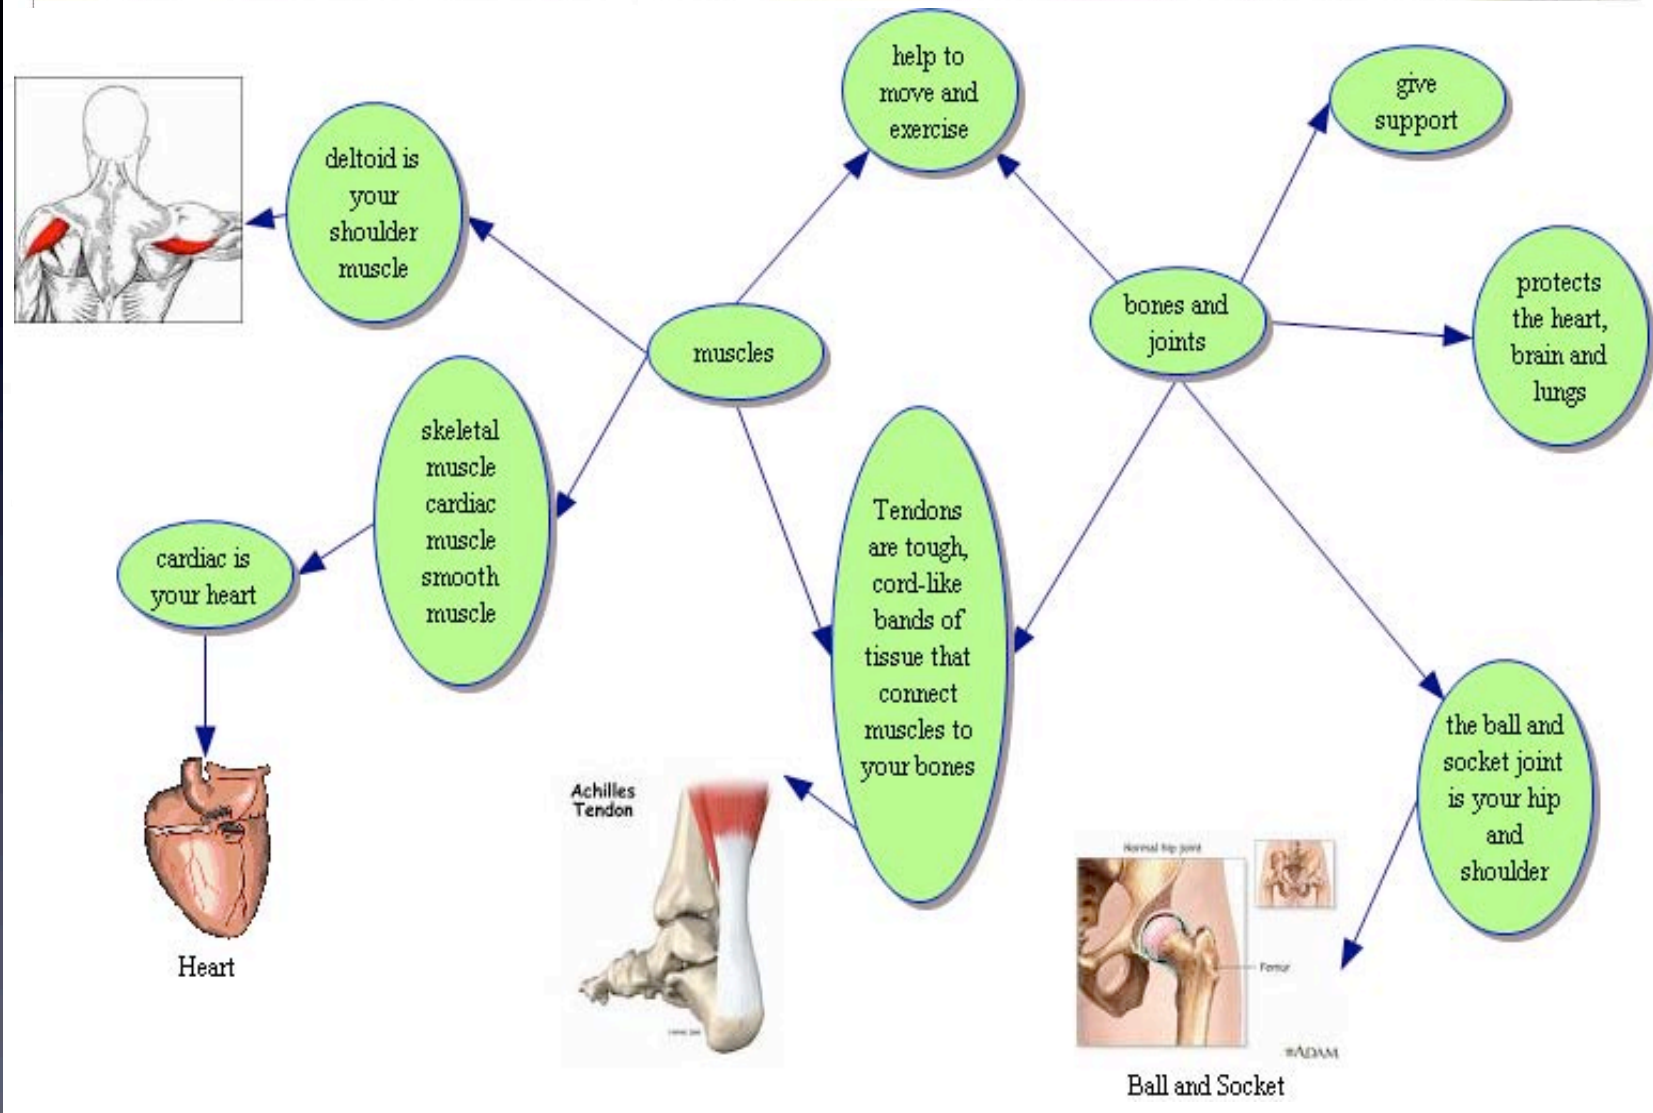 help to
move and
exercise
give
support
deltoid is
your
shoulder
muscle
protects
the heart,
brain and
lungs
bones and
joints
muscles
skeletal
muscle
cardiac
muscle
smooth
muscle
Tendons
are tough,
cord-like
bands of
tissue that
connect
muscles to
your bones
cardiac is
your heart
the ball and
socket joint
is your hip
and
shoulder
Achilles
Tendon
Normal hip joint
Femur
Heart
ADAM
Ball and Socket